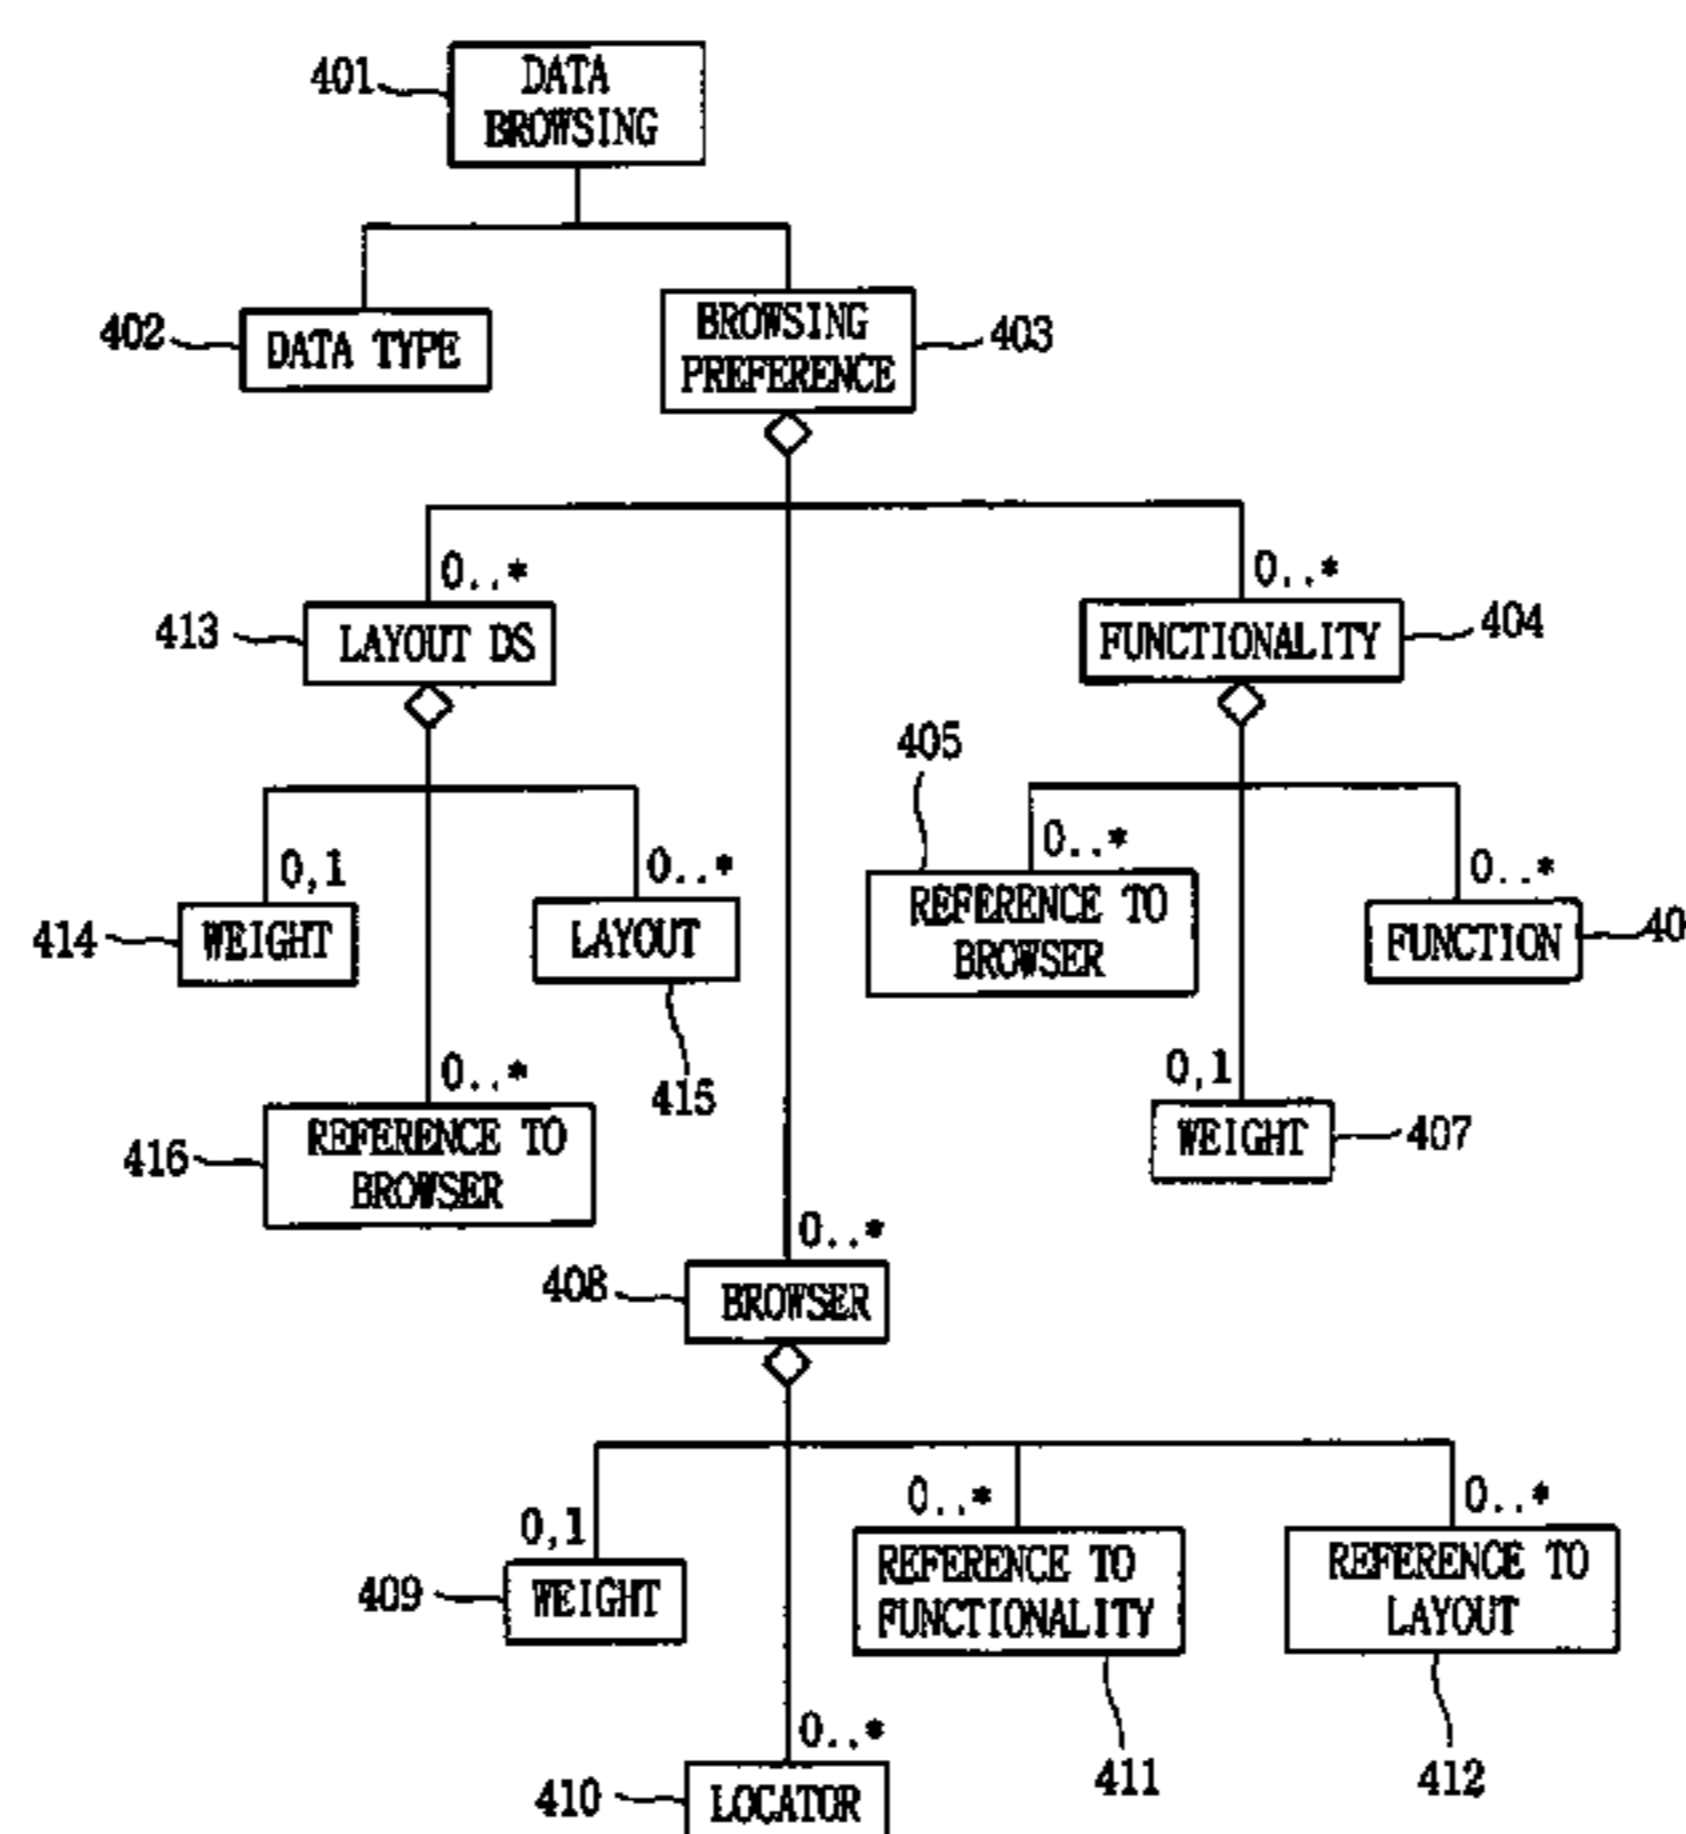 401
DATA
BROWSING
402
DATA TYPE
BROWSING
PREFERENCE
403
0..*
0..*
413
LAYOUT DS
FUNCTIONALITY
404
405
0,1
0..*
0..*
0..*
414
WEIGHT
LAYOUT
REFERENCE TO
BROWSER
FUNCTION
40
0..*
415
0,1
416
REFERENCE TO
BROWSER
WEIGHT
407
0..*
408
BROWSER
0,1
0..*
0..*
409
WEIGHT
REFERENCE TO
FUNCTIONALITY
REFERENCE TO
LAYOUT
0..*
410
LOCATOR
411
412